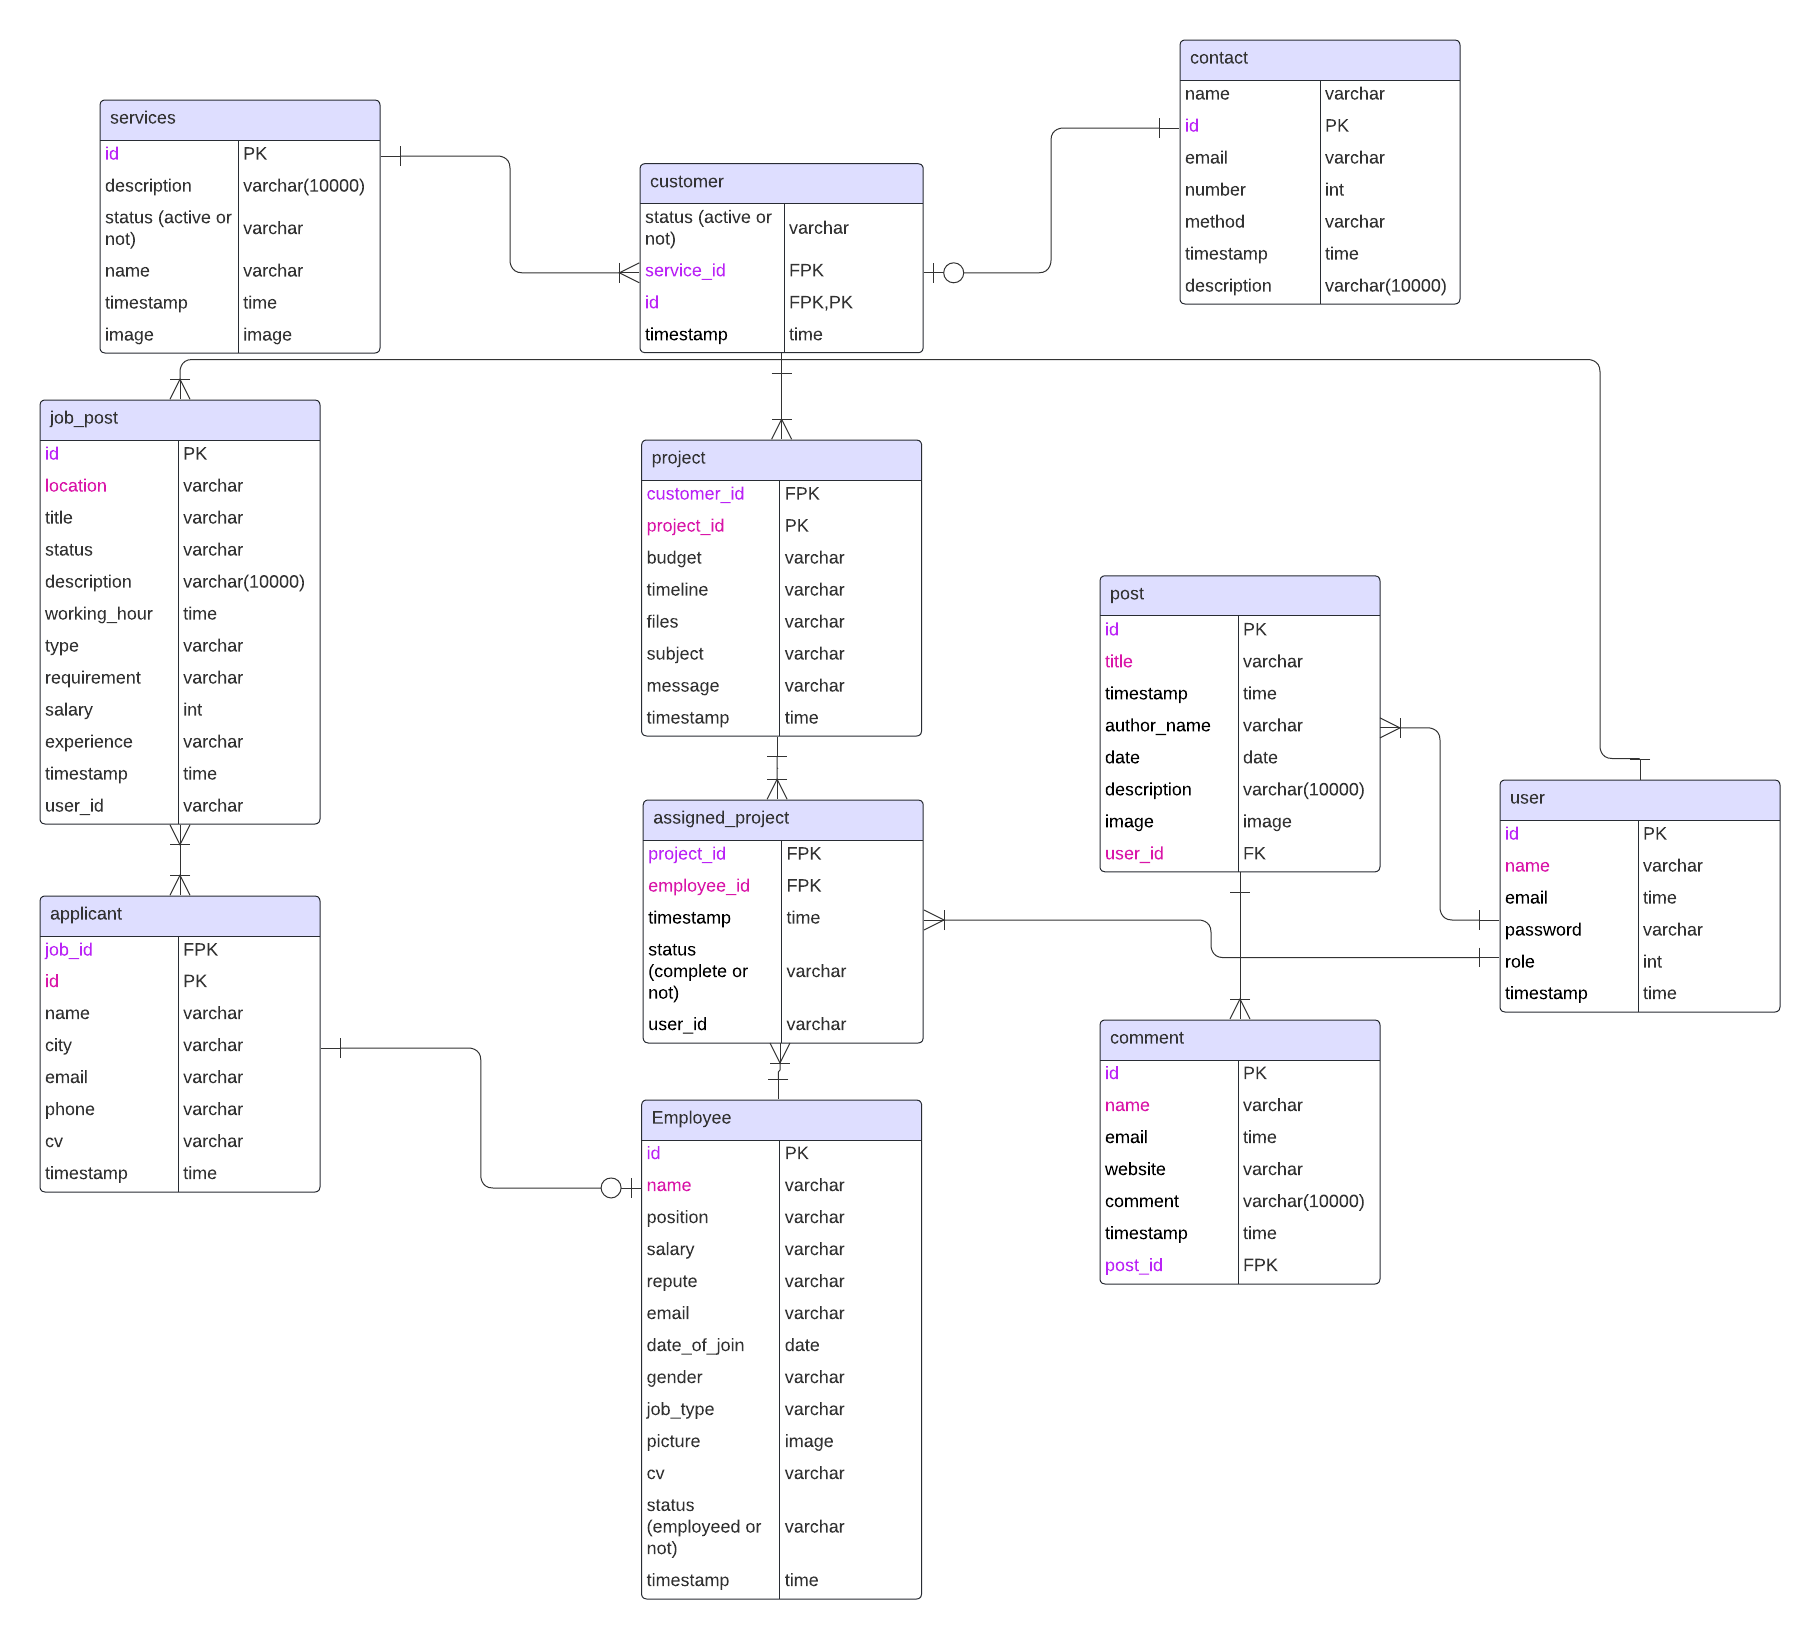 contact
name varchar
id PK
email varchar
number int
method varchar
timestamp time
description varchar(10000)
services
id PK
description varchar(10000)
status (active or
not) varchar
name varchar
timestamp time
image image
customer
status (active or
not) varchar
service_id FPK
id FPK,PK
timestamp time
job_post
id PK
location varchar
title varchar
status varchar
description varchar(10000)
working_hour time
type varchar
requirement varchar
salary int
experience varchar
timestamp time
user_id varchar
project
customer_id FPK
project_id PK
budget varchar
timeline varchar
files varchar
subject varchar
message varchar
timestamp time
post
id PK
title varchar
timestamp time
author_name varchar
date date
description varchar(10000)
image image
user_id FK
user
id PK
name varchar
email time
password varchar
role int
timestamp time
assigned_project
project_id FPK
employee_id FPK
timestamp time
status
(complete or varchar
not)
user_id varchar
applicant
job_id FPK
id PK
name varchar
city varchar
email varchar
phone varchar
cv varchar
timestamp time
comment
id PK
name varchar
email time
website varchar
comment varchar(10000)
timestamp time
post_id FPK
Employee
id PK
name varchar
position varchar
salary varchar
repute varchar
email varchar
date_of_join date
gender varchar
job_type varchar
picture image
cv varchar
status
(employeed or varchar
not)
timestamp time